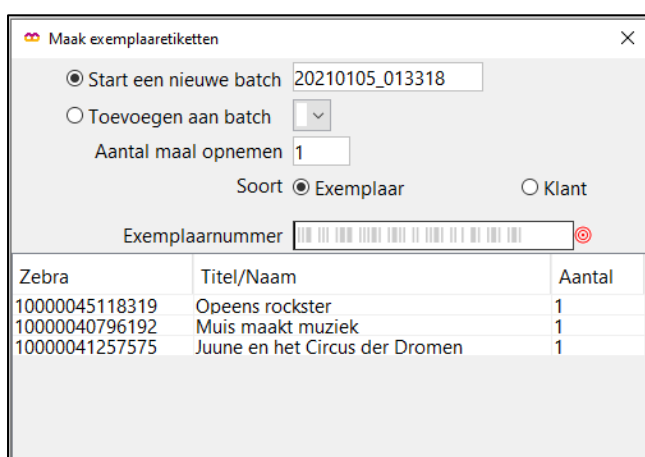 Maak exemplaaretiketten
Start een nieuwe batch 20210105_013318
Toevoegen aan batch
Aantal maal opnemen 1
Soort Exemplaar Klant
Exemplaarnummer
Zebra Titel/Naam Aantal
10000045118319 Opeens rockster 1
10000040796192 Muis maakt muziek 1
10000041257575 Juune en het Circus der Dromen 1